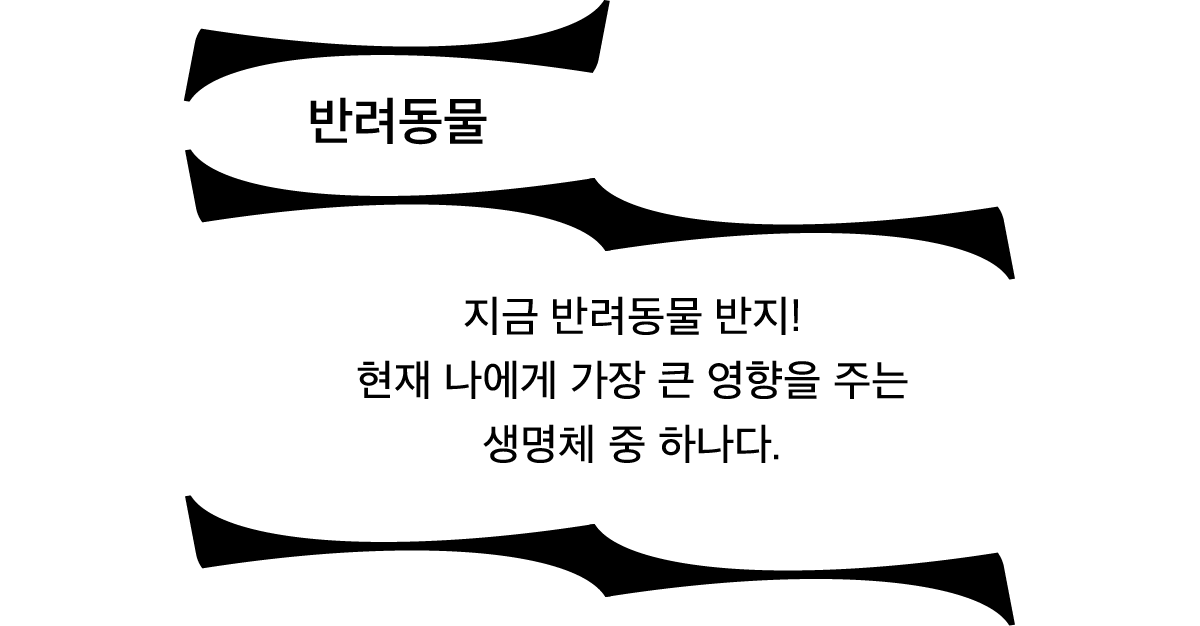 반려동물
지금 반려동물 반지!
현재 나에게 가장 큰 영향을 주는
생명체 중 하나다.